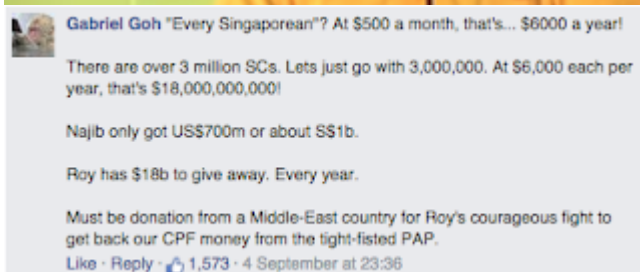 Gabriel Goh "Every Singaporean"? At $500 a month, that's... $6000 a year!
There are over 3 million SCs. Lets just go with 3,000,000. At $6,000 each per
year, that's $18,000,000,000!
Najib only got US$700m or about S$1b.
Roy has $18b to give away. Every year.
Must be donation from a Middle-East country for Roy's courageous fight to
get back our CPF money from the tight-fisted PAP.
Like · Reply · 1,573 · 4 September at 23:36